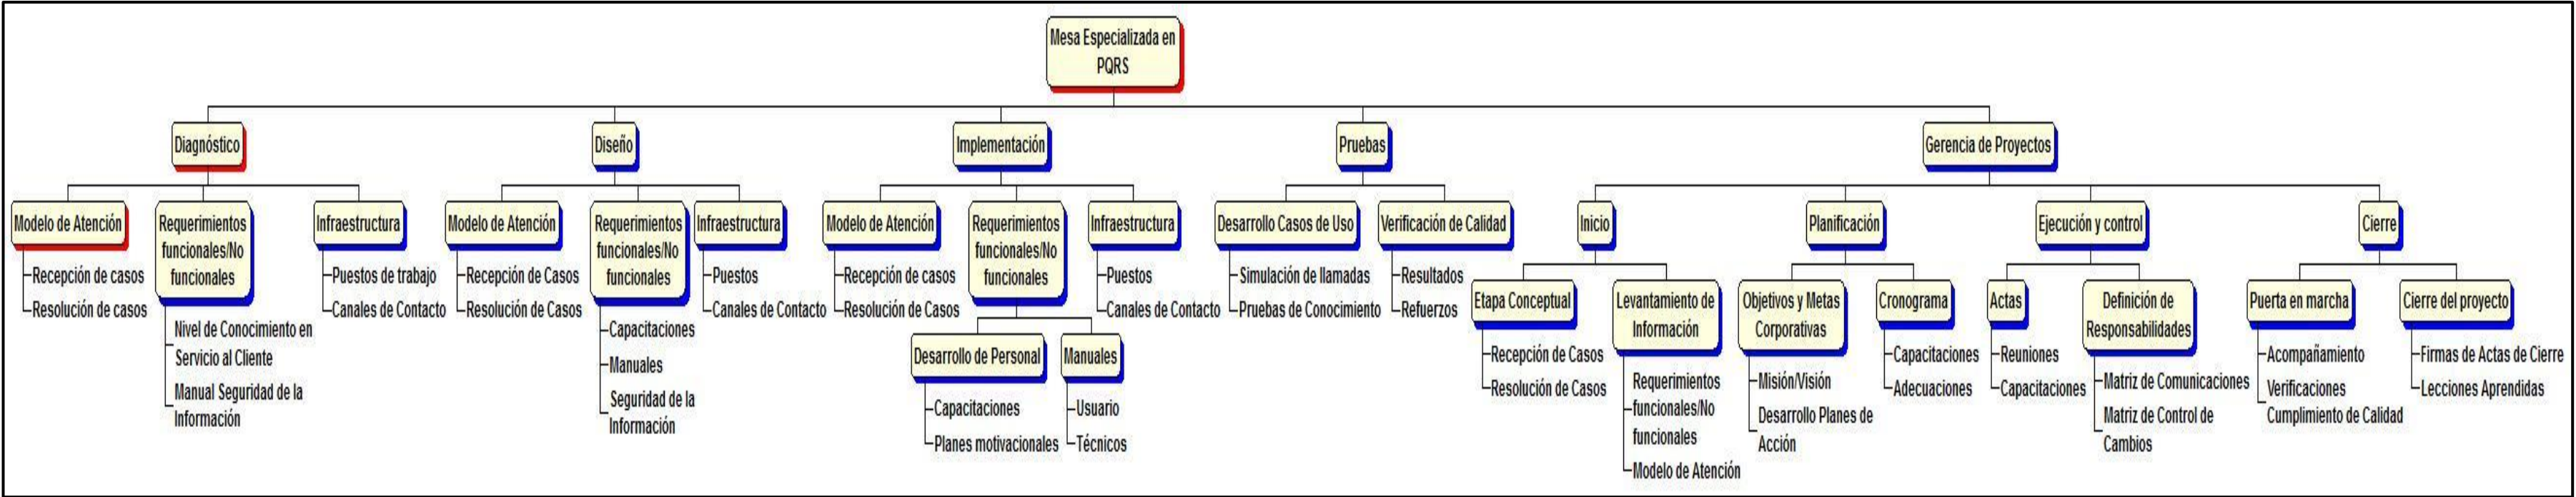 Mesa Especializada en
PQRS
Diagnóstico
Diseño
Implementación
Pruebas
Gerencia de Proyectos
Modelo de Atención
Recepción de casos
Resolución de casos
Requerimientos
funcionales/No
funcionales
Nivel de Conocimiento en
Servicio al Cliente
Manual Seguridad de la
Información
Infraestructura
Puestos de trabajo
Canales de Contacto
Modelo de Atención
Recepción de Casos
Resolución de Casos
Requerimientos
funcionales/No
funcionales
Capacitaciones
Manuales
Seguridad de la
Información
Infraestructura
Puestos
Canales de Contacto
Modelo de Atención
Recepción de casos
Resolución de Casos
Requerimientos
funcionales/No
funcionales
Desarrollo de Personal
Capacitaciones
Planes motivacionales
Manuales
Usuario
Técnicos
Infraestructura
Puestos
Canales de Contacto
Desarrollo Casos de Uso
Simulación de llamadas
Pruebas de Conocimiento
Verificación de Calidad
Resultados
Refuerzos
Inicio
Etapa Conceptual
Recepción de Casos
Resolución de Casos
Levantamiento de
Información
Requerimientos
funcionales/No
funcionales
Modelo de Atención
Planificación
Objetivos y Metas
Corporativas
Misión/Visión
Desarrollo Planes de
Acción
Cronograma
Capacitaciones
Adecuaciones
Ejecución y control
Actas
Reuniones
Capacitaciones
Definición de
Responsabilidades
Matriz de Comunicaciones
Matriz de Control de
Cambios
Cierre
Puerta en marcha
Acompañamiento
Verificaciones
Cumplimiento de Calidad
Cierre del proyecto
Firmas de Actas de Cierre
Lecciones Aprendidas